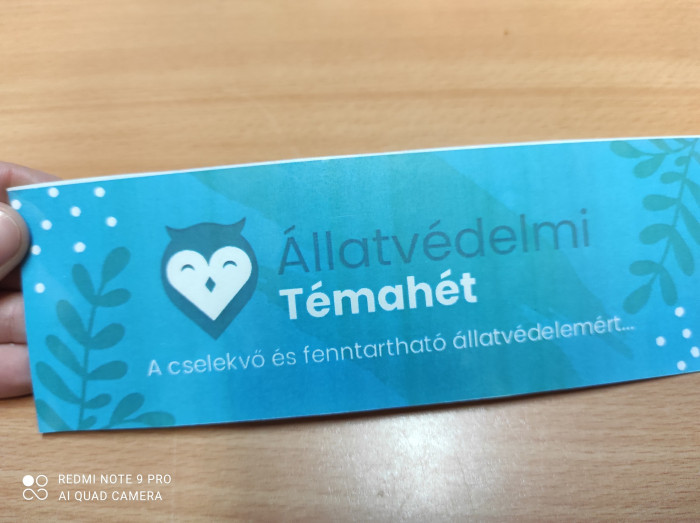 Állatvédelmi
Témahét
A cselekvő és fenntartható állatvédelemért...
REDMI NOTE 9 PRO
AI QUAD CAMERA